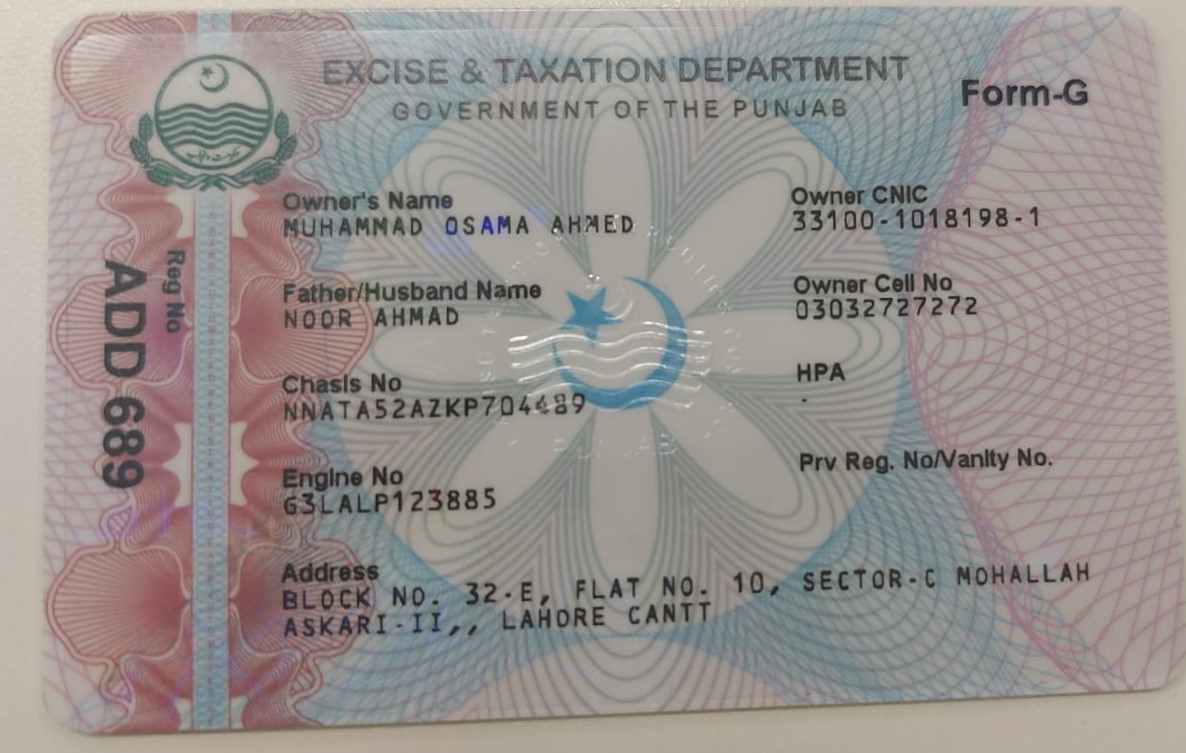 EXCISE & TAXATION DEPARTMENT
GOVERNMENT OF THE PUNJAB
Form-G
Reg No
ADD 689
Owner's Name
MUHAMMAD OSAMA AHMED
Owner CNIC
33100-1018198-1
Father/Husband Name
NOOR AHMAD
Owner Cell No
03032727272
Chasis No
NNATA52AZKP704489
HPA
-
Engine No
G3LALP123885
Prv Reg. No/Vanity No.
Address
BLOCK NO. 32-E, FLAT NO. 10, SECTOR-C MOHALLAH
ASKARI-II,, LAHORE CANTT
PUNJAB